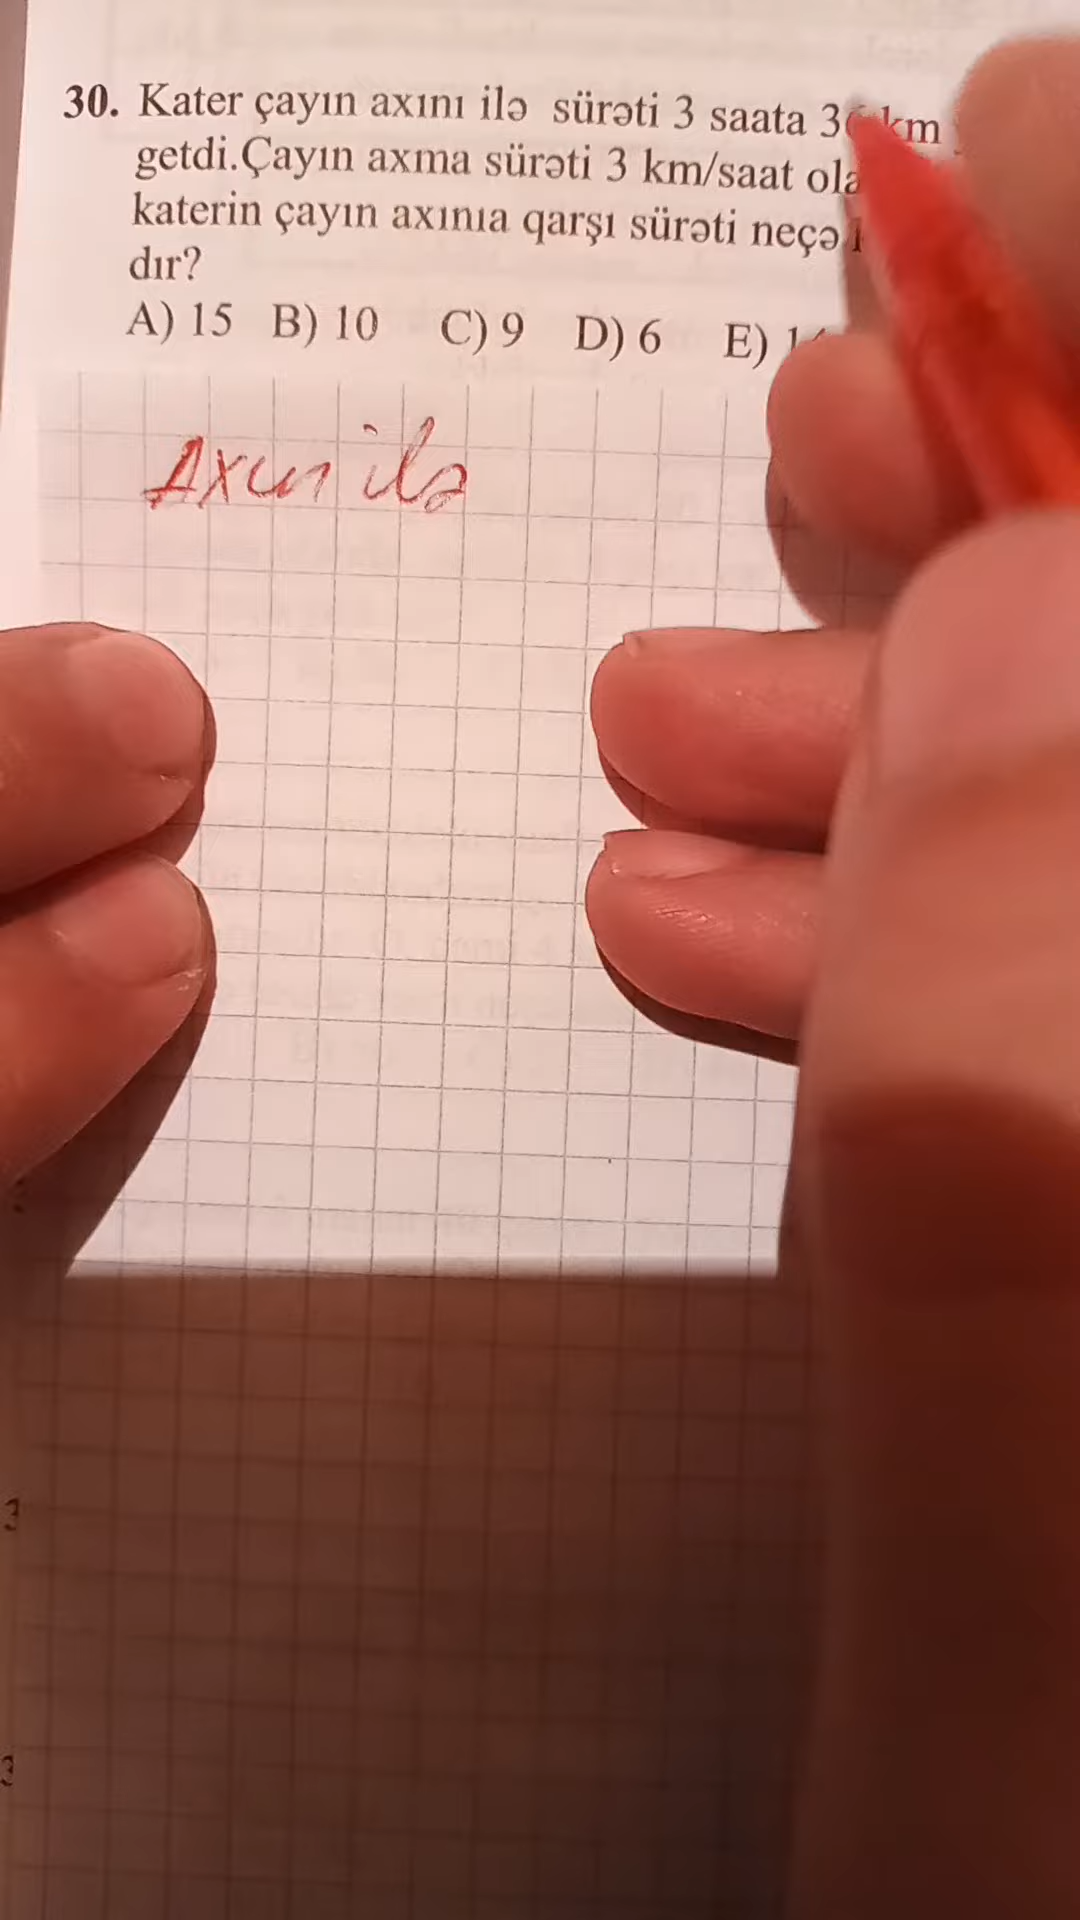 30. Kater çayın axını ilə sürəti 3 saata km
getdi.Çayın axma sürəti 3 km/saat
katerin çayın axınıa qarşı sürəti neçə
dır?
A) 15 B) 10 C) 9 D) 6 E)
Axın ilə